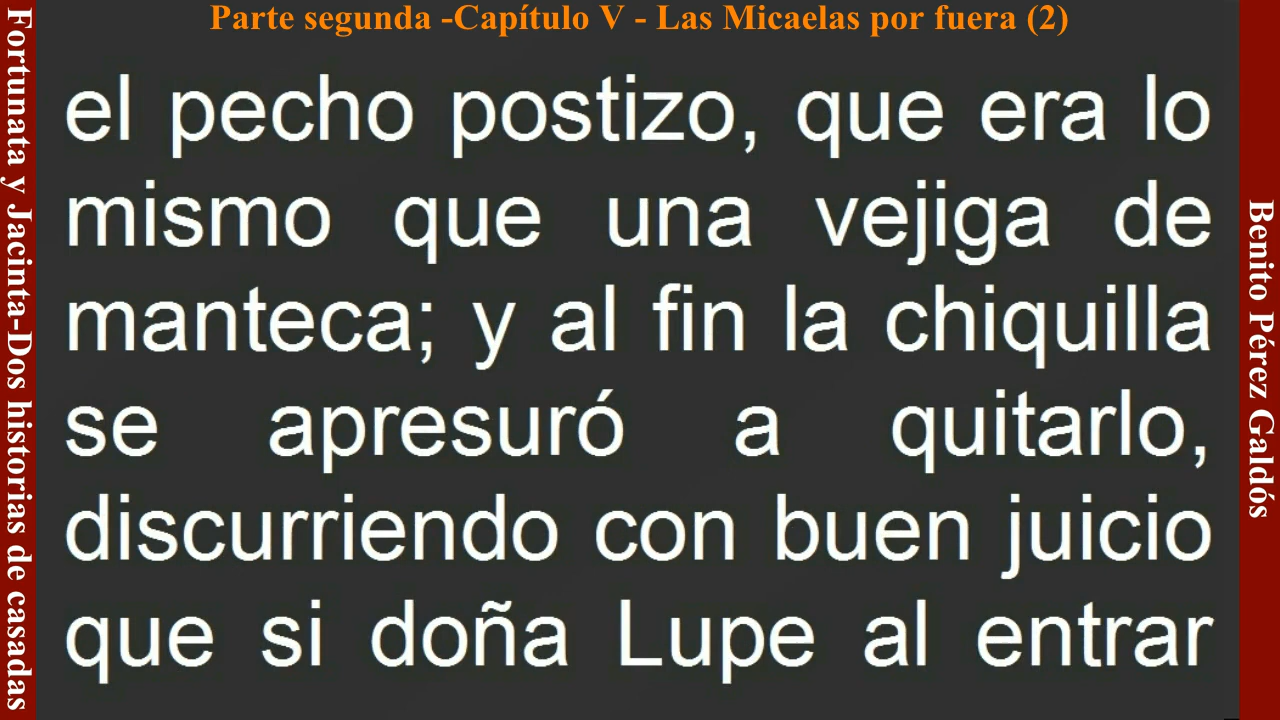 Parte segunda -Capítulo V - Las Micaelas por fuera (2)
Fortunata y Jacinta-Dos historias de casadas
el pecho postizo, que era lo
mismo que una vejiga de
manteca; y al fin la chiquilla
se apresuró a quitarlo,
discurriendo con buen juicio
que si doña Lupe al entrar
Benito Pérez Galdós